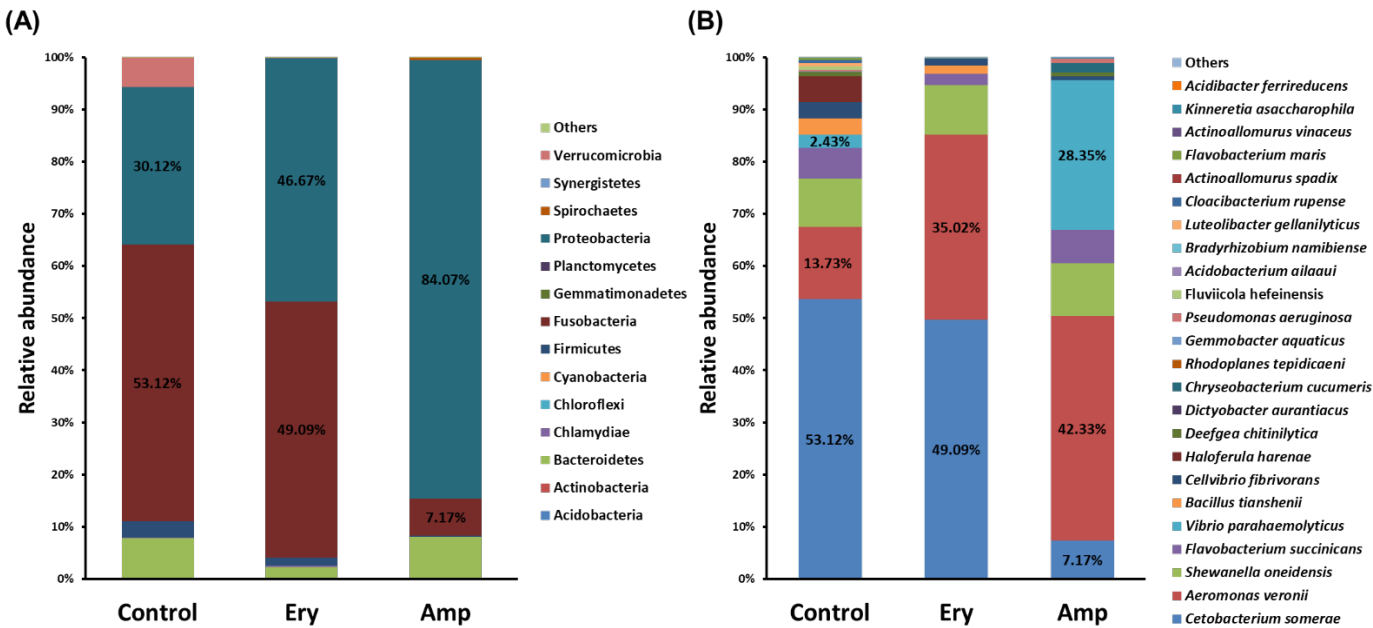 (A)
Relative abundance
100%
90%
80%
70%
60%
50%
40%
30%
20%
10%
0%
30.12%
53.12%
46.67%
49.09%
84.07%
7.17%
Control
Ery
Amp
Others
Verrucomicrobia
Synergistetes
Spirochaetes
Proteobacteria
Planctomycetes
Gemmatimonadetes
Fusobacteria
Firmicutes
Cyanobacteria
Chloroflexi
Chlamydiae
Bacteroidetes
Actinobacteria
Acidobacteria
(B)
Relative abundance
100%
90%
80%
70%
60%
50%
40%
30%
20%
10%
0%
2.43%
13.73%
53.12%
35.02%
49.09%
28.35%
42.33%
7.17%
Control
Ery
Amp
Others
Acidibacter ferrireducens
Kinneretia asaccharophila
Actinoallomurus vinaceus
Flavobacterium maris
Actinoallomurus spadix
Cloacibacterium rupense
Luteolibacter gellanilyticus
Bradyrhizobium namibiense
Acidobacterium ailaaui
Fluviicola hefeinensis
Pseudomonas aeruginosa
Gemmobacter aquaticus
Rhodoplanes tepidicaeni
Chryseobacterium cucumeris
Dictyobacter aurantiacus
Deefgea chitinilytica
Haloferula harenae
Cellvibrio fibrivorans
Bacillus tianshenii
Vibrio parahaemolyticus
Flavobacterium succinicans
Shewanella oneidensis
Aeromonas veronii
Cetobacterium somerae